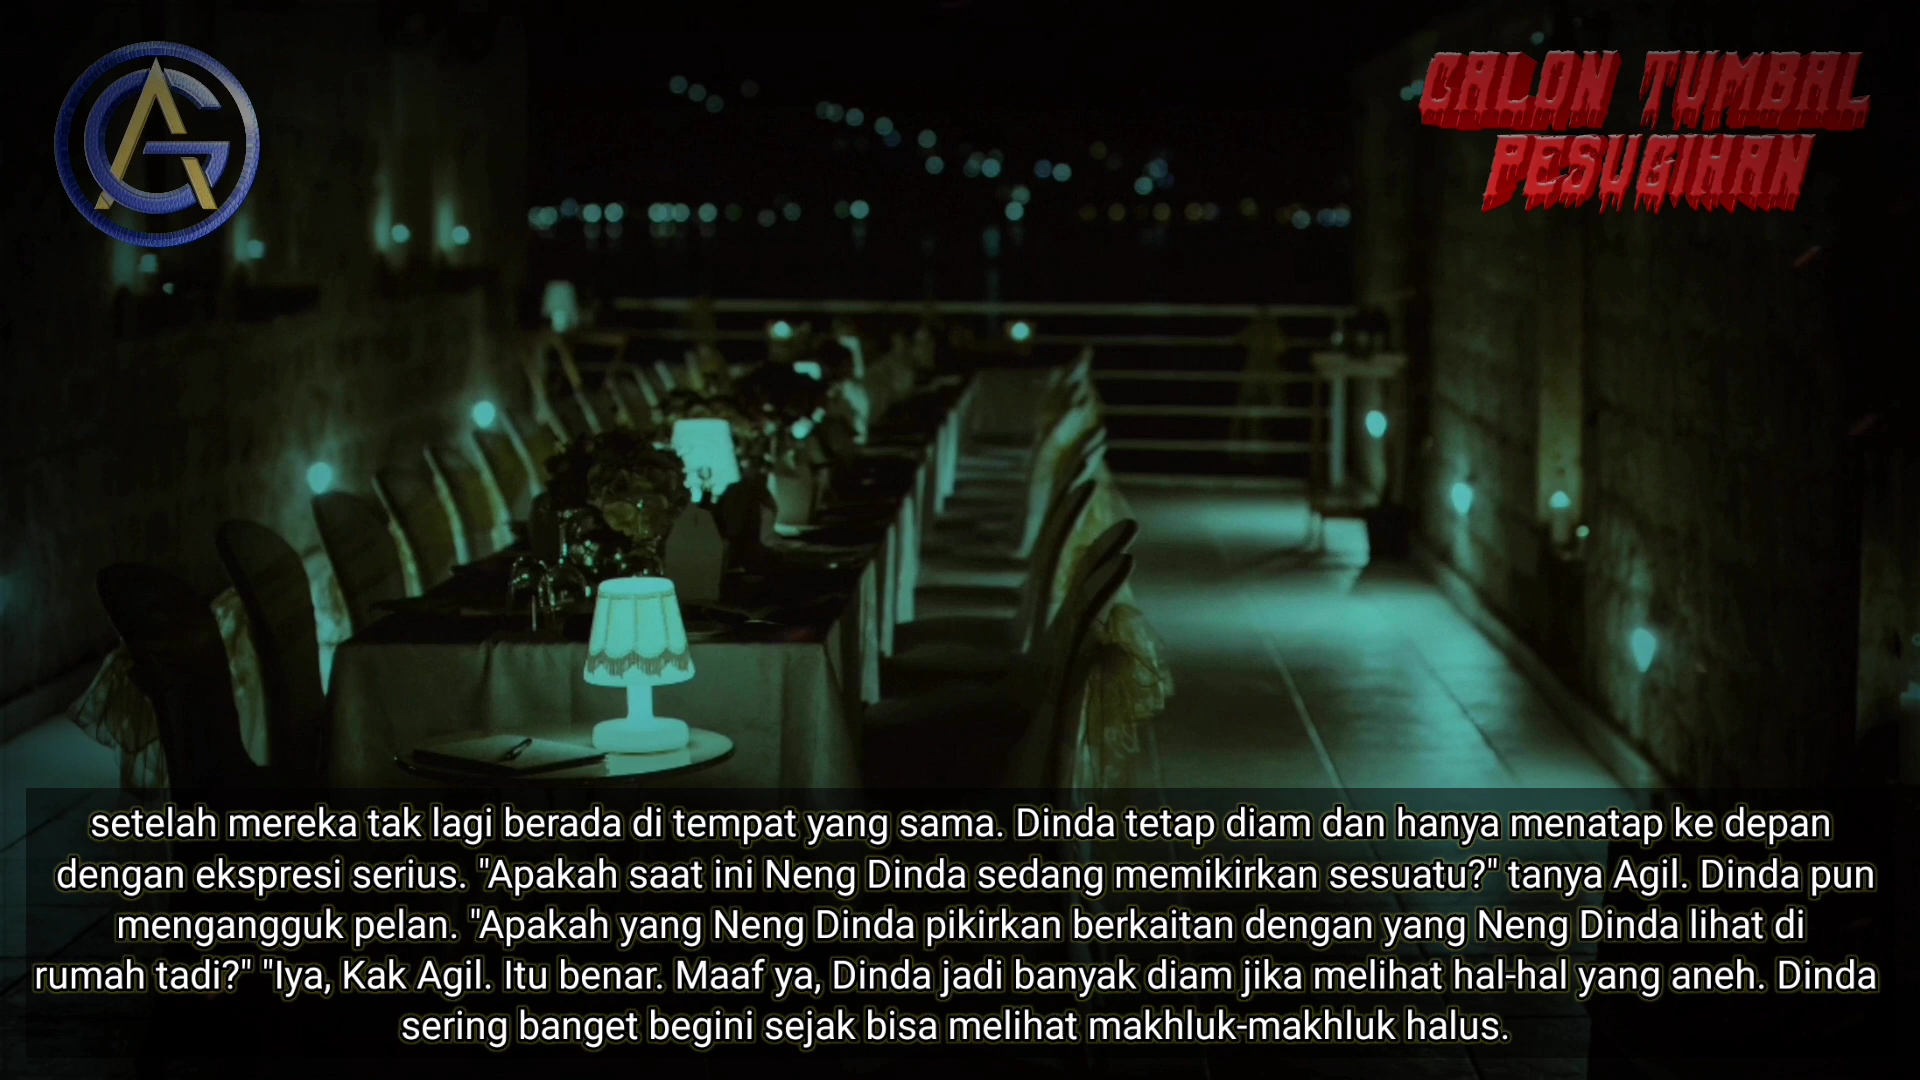 CALON TUMBAL
PESUGIHAN
setelah mereka tak lagi berada di tempat yang sama. Dinda tetap diam dan hanya menatap ke depan
dengan ekspresi serius. "Apakah saat ini Neng Dinda sedang memikirkan sesuatu?" tanya Agil. Dinda pun
mengangguk pelan. "Apakah yang Neng Dinda pikirkan berkaitan dengan yang Neng Dinda lihat di
rumah tadi?" "Iya, Kak Agil. Itu benar. Maaf ya, Dinda jadi banyak diam jika melihat hal-hal yang aneh. Dinda
sering banget begini sejak bisa melihat makhluk-makhluk halus.